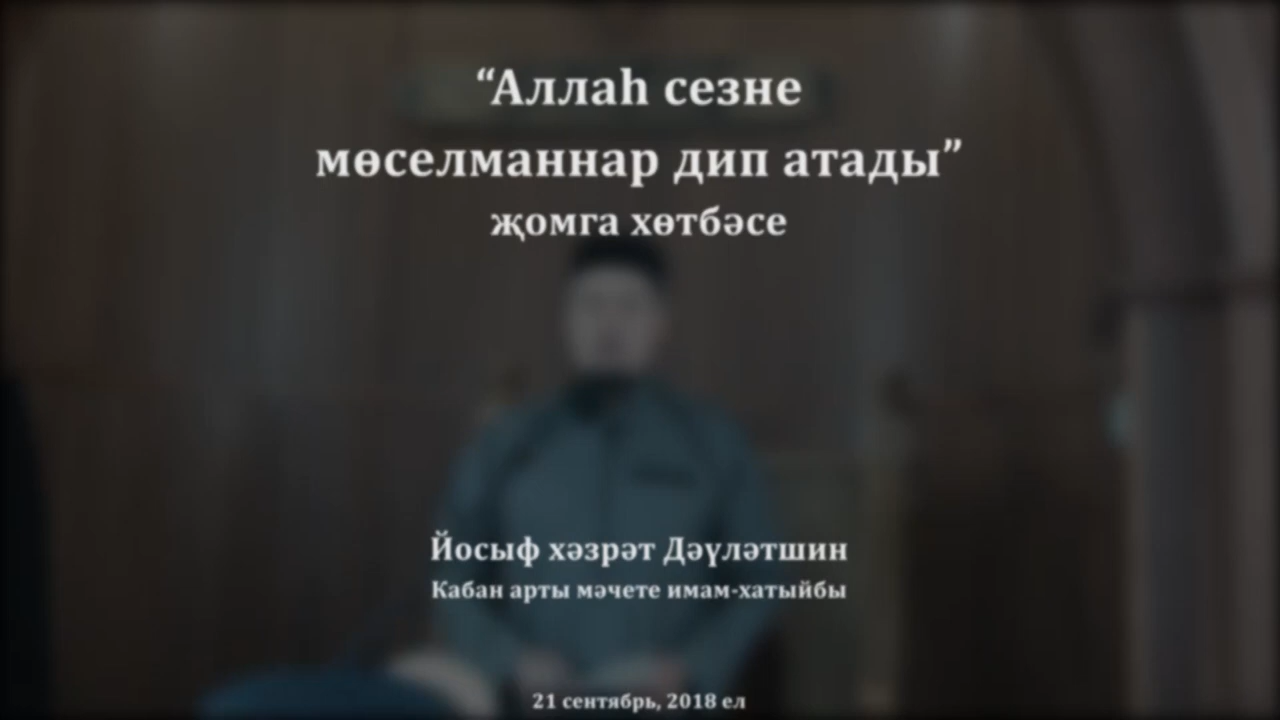 “Аллаһ сезне
мөселманнар дип атады”
җомга хөтбәсе
Йосыф хәзрәт Дәүләтшин
Кабан арты мәчете имам-хатыйбы
21 сентябрь, 2018 ел